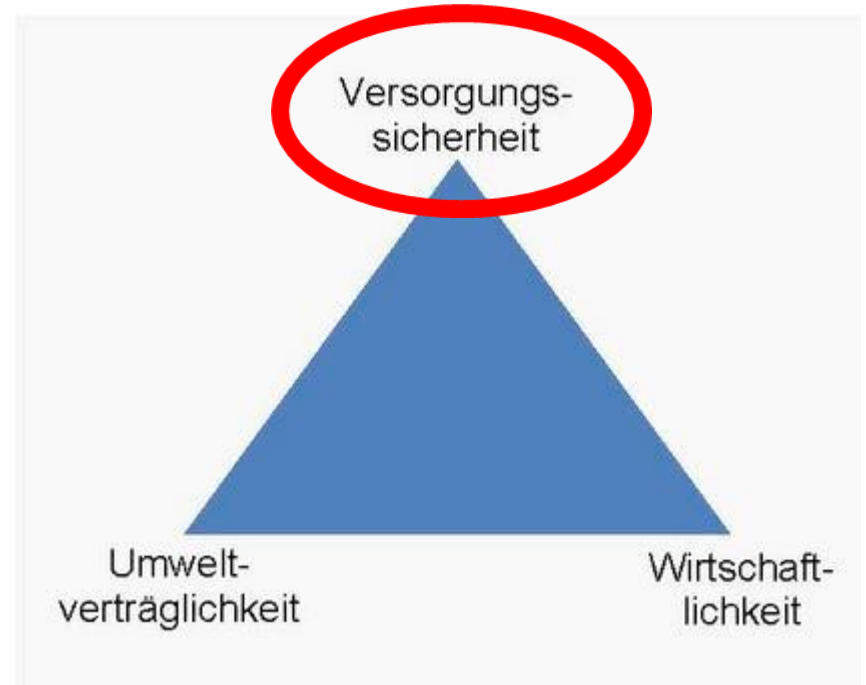 Versorgungs-
sicherheit
Umwelt-
verträglichkeit
Wirtschaft-
lichkeit